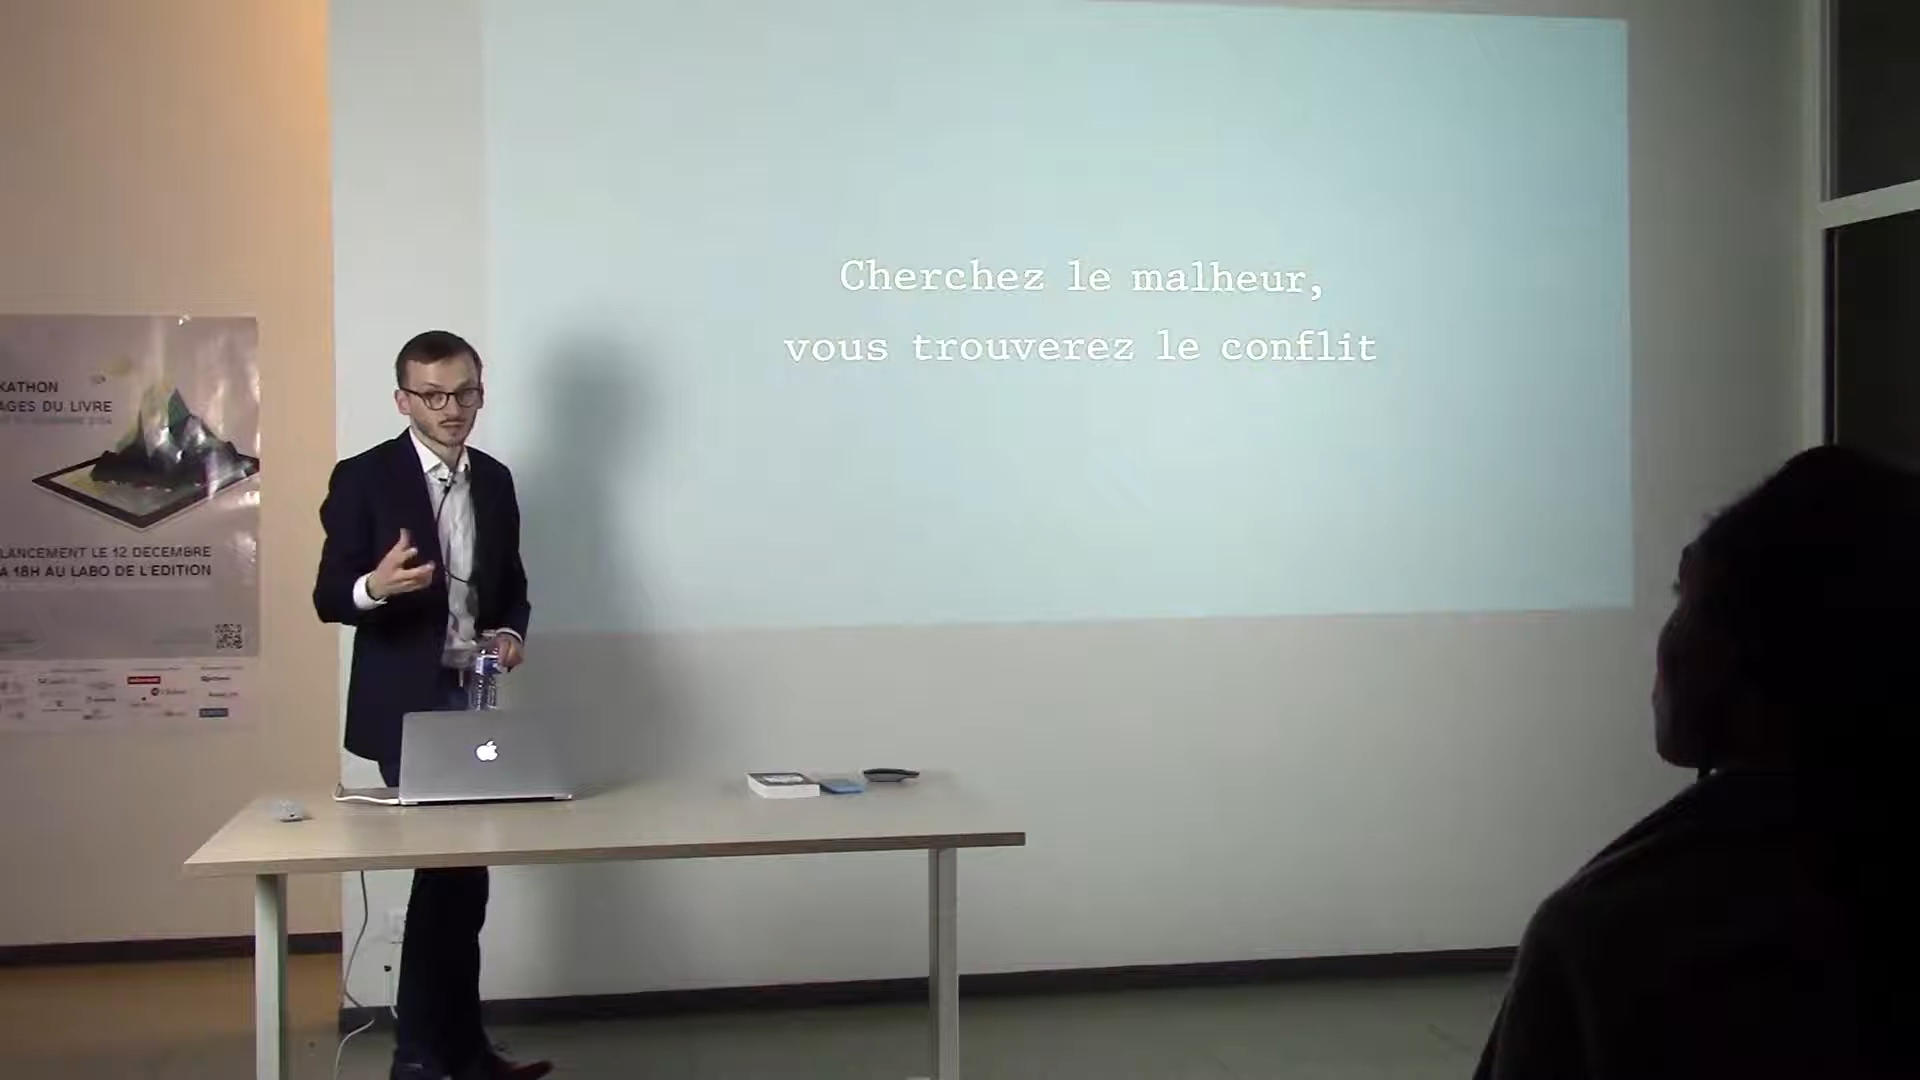 Cherchez le malheur,
vous trouverez le conflit
KATHON
AGES DU LIVRE
LANCEMENT LE 12 DECEMBRE
A 18H AU LABO DE L'EDITION